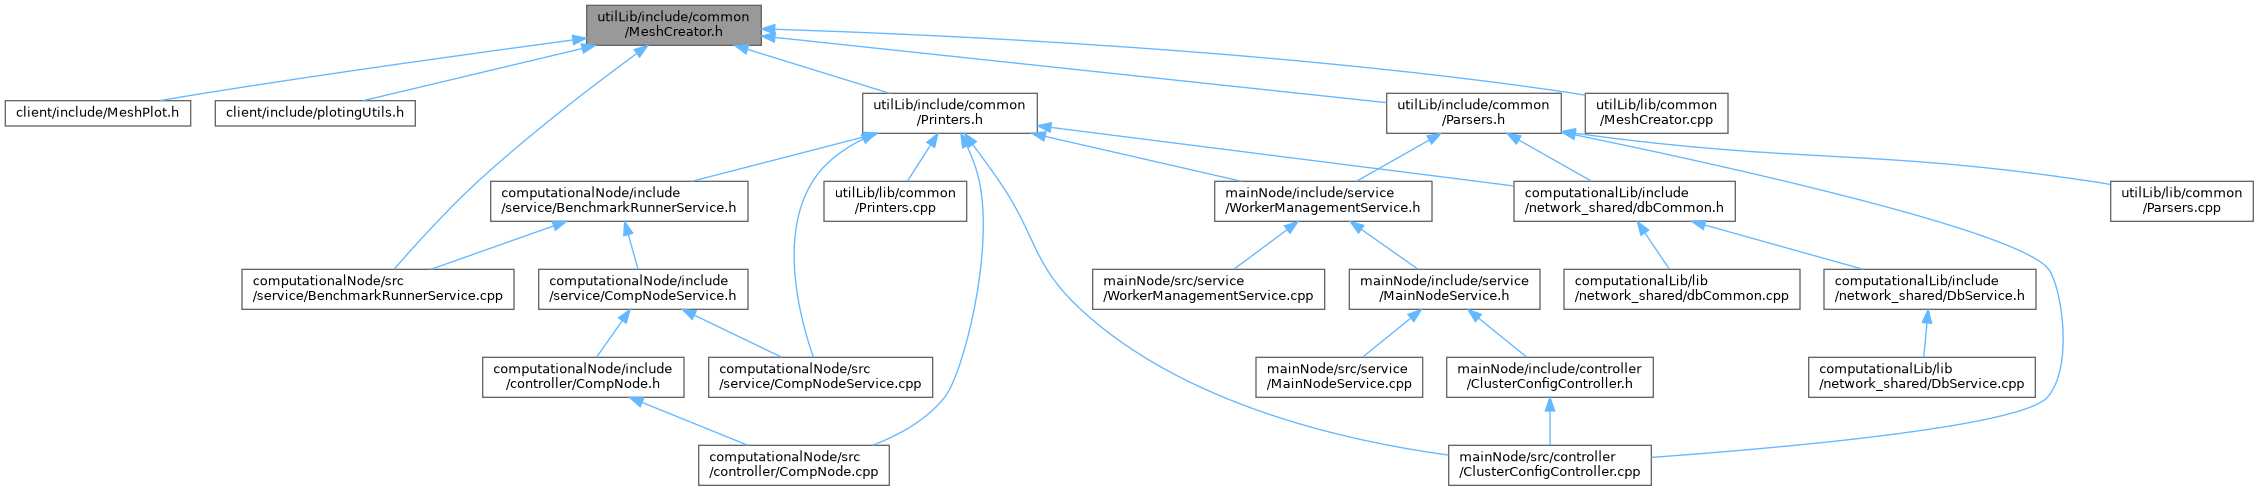 utilLib/include/common
/MeshCreator.h
client/include/MeshPlot.h
client/include/plotingUtils.h
utilLib/include/common
/Printers.h
utilLib/include/common
/Parsers.h
utilLib/lib/common
/MeshCreator.cpp
computationalNode/include
/service/BenchmarkRunnerService.h
utilLib/lib/common
/Printers.cpp
mainNode/include/service
/WorkerManagementService.h
computationalLib/include
/network_shared/dbCommon.h
utilLib/lib/common
/Parsers.cpp
computationalNode/src
/service/BenchmarkRunnerService.cpp
computationalNode/include
/service/CompNodeService.h
mainNode/src/service
/WorkerManagementService.cpp
mainNode/include/service
/MainNodeService.h
computationalLib/lib
/network_shared/dbCommon.cpp
computationalLib/include
/network_shared/DbService.h
computationalNode/include
/controller/CompNode.h
computationalNode/src
/service/CompNodeService.cpp
mainNode/src/service
/MainNodeService.cpp
mainNode/include/controller
/ClusterConfigController.h
computationalLib/lib
/network_shared/DbService.cpp
computationalNode/src
/controller/CompNode.cpp
mainNode/src/controller
/ClusterConfigController.cpp